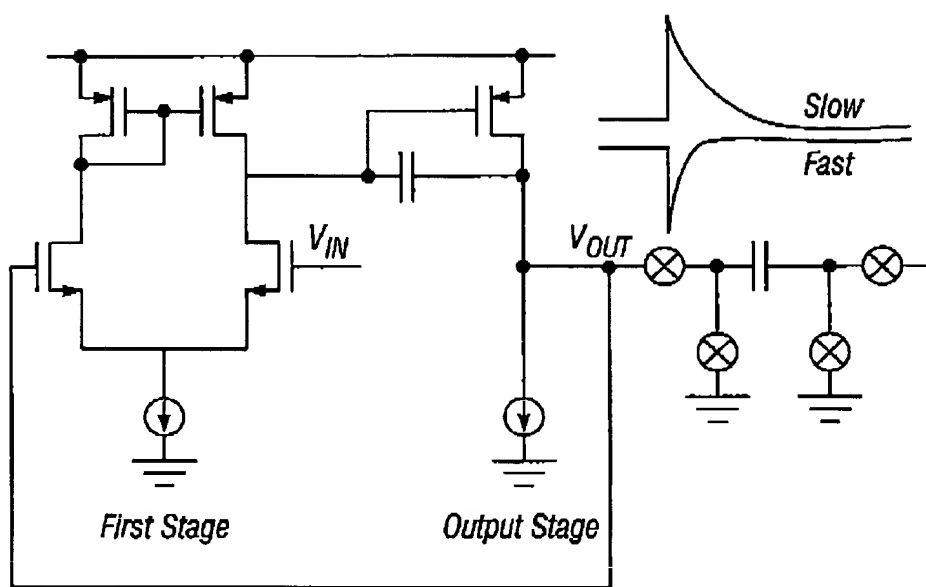 Slow
Fast
V_IN
V_OUT
First Stage
Output Stage